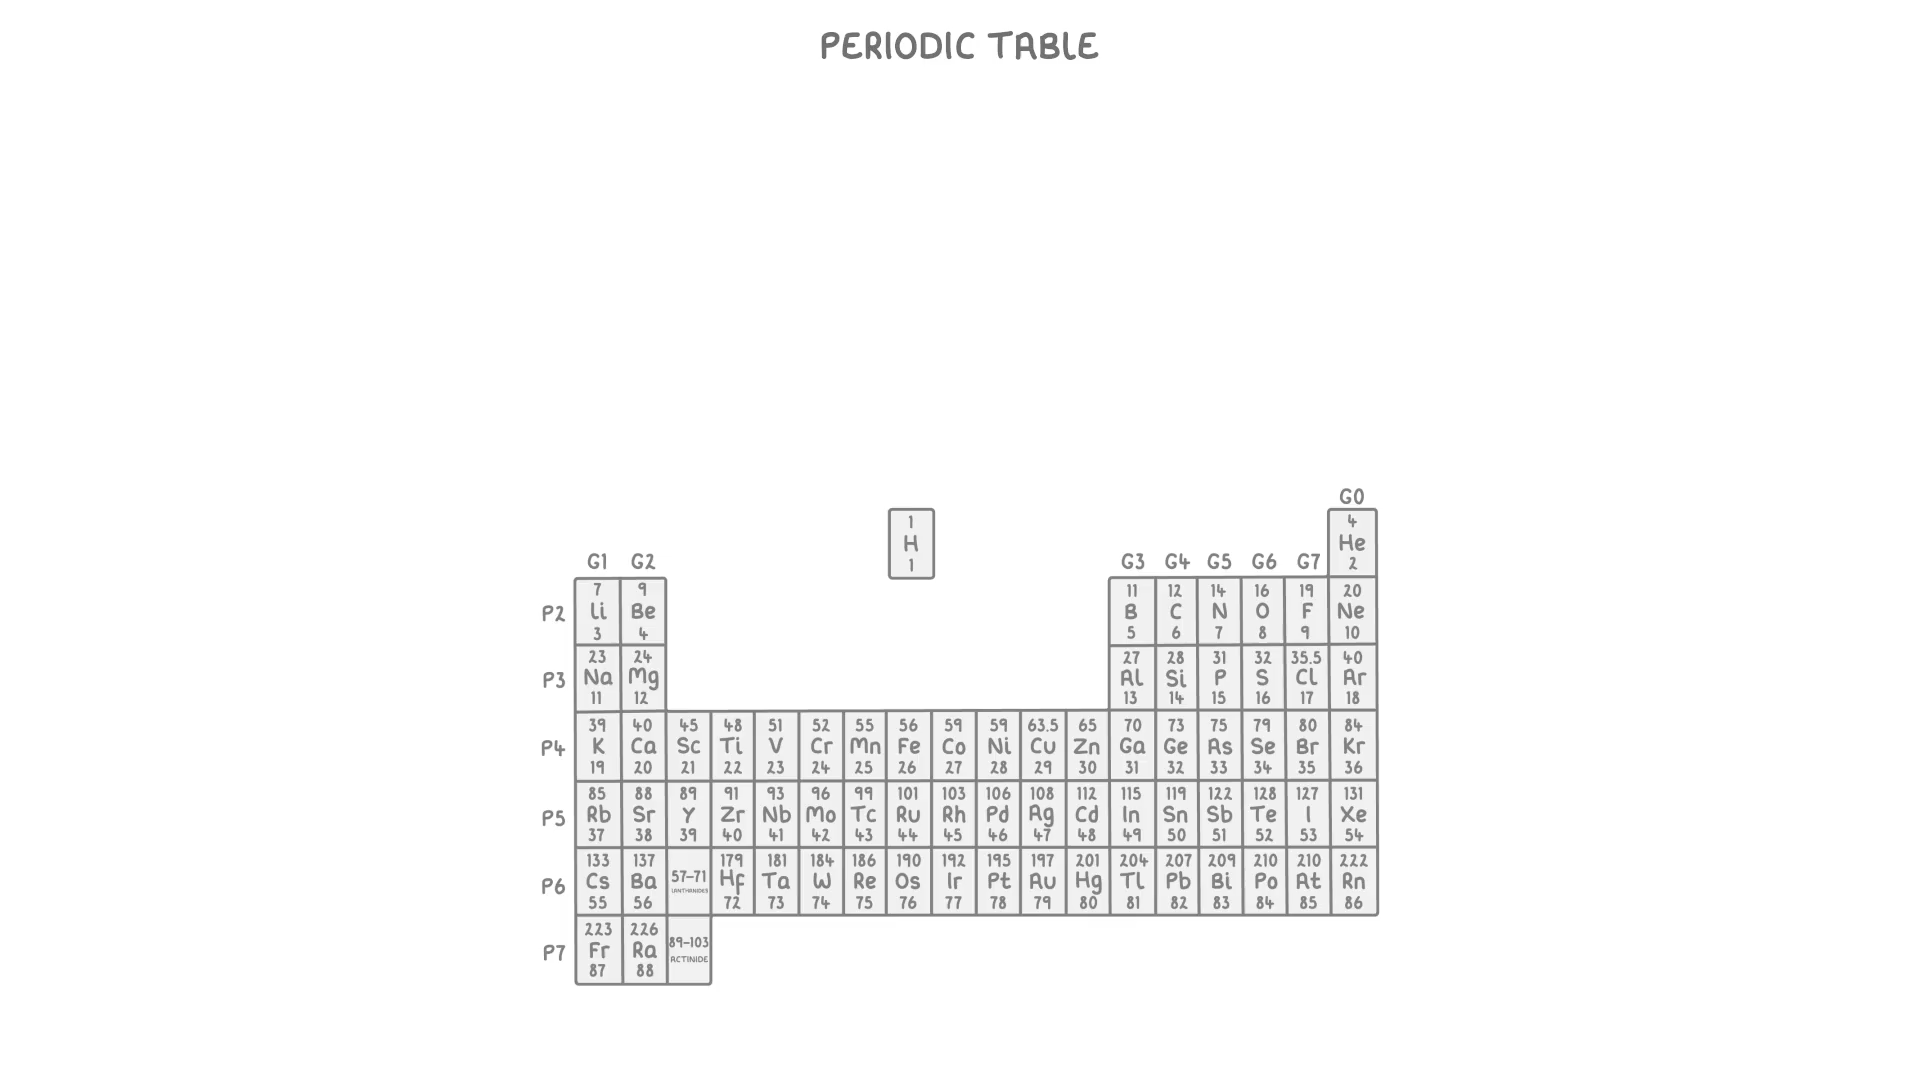 PERIODIC TABLE
G0
1 4
H He
1 2
G1 G2 G3 G4 G5 G6 G7
7 9 11 12 14 16 19 20
P2 Li Be B C N O F Ne
3 4 5 6 7 8 9 10
23 24 27 28 31 32 35.5 40
P3 Na Mg Al Si P S Cl Ar
11 12 13 14 15 16 17 18
39 40 45 48 51 52 55 56 59 59 63.5 65 70 73 75 79 80 84
P4 K Ca Sc Ti V Cr Mn Fe Co Ni Cu Zn Ga Ge As Se Br Kr
19 20 21 22 23 24 25 26 27 28 29 30 31 32 33 34 35 36
85 88 89 91 93 96 99 101 103 106 108 112 115 119 122 128 127 131
P5 Rb Sr Y Zr Nb Mo Tc Ru Rh Pd Ag Cd In Sn Sb Te I Xe
37 38 39 40 41 42 43 44 45 46 47 48 49 50 51 52 53 54
133 137 179 181 184 186 190 192 195 197 201 204 207 209 210 210 222
P6 Cs Ba 57-71 Hf Ta W Re Os Ir Pt Au Hg Tl Pb Bi Po At Rn
LANTHANIDES
55 56 72 73 74 75 76 77 78 79 80 81 82 83 84 85 86
223 226
P7 Fr Ra 89-103
ACTINIDE
87 88